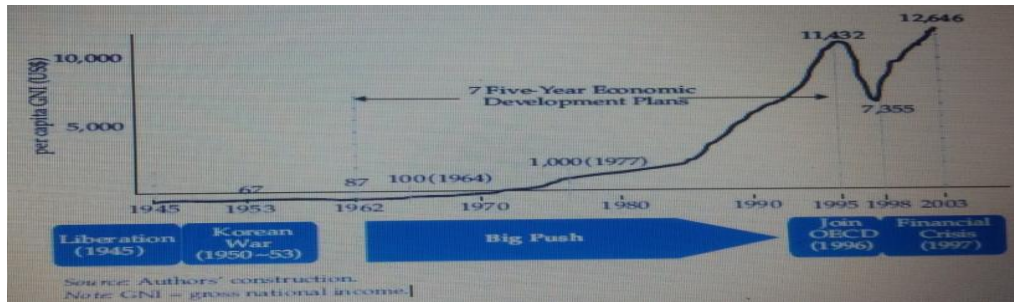 12,646
11,432
10,000
per capita GNI (US$)
7 Five-Year Economic
Development Plans
7,355
5,000
1,000 (1977)
67
87
100 (1964)
1945
1953
1962
1970
1980
1990
1995
1998
2003
Liberation
(1945)
Korean
War
(1950-53)
Big Push
Join
OECD
(1996)
Financial
Crisis
(1997)
Source: Authors' construction.
Note: GNI = gross national income.